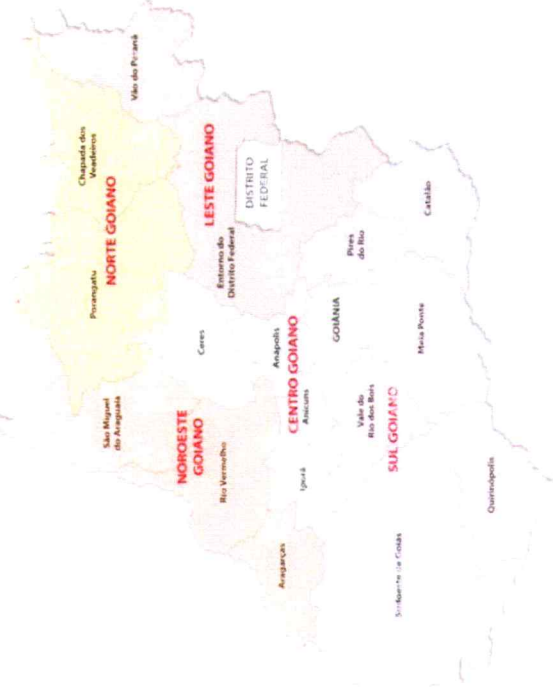 Vão do Paranã
Chapada dos
Veadeiros
NORTE GOIANO
Porangatu
LESTE GOIANO
DISTRITO
FEDERAL
Entorno do
Distrito Federal
São Miguel
do Araguaia
Ceres
NOROESTE
GOIANO
Rio Vermelho
Anápolis
CENTRO GOIANO
Anicuns
GOIÂNIA
Iporá
Aragarças
Pires
do Rio
Catalão
Meia Ponte
Vale do
Rio dos Bois
SUL GOIANO
Sudoeste de Goiás
Quirinópolis